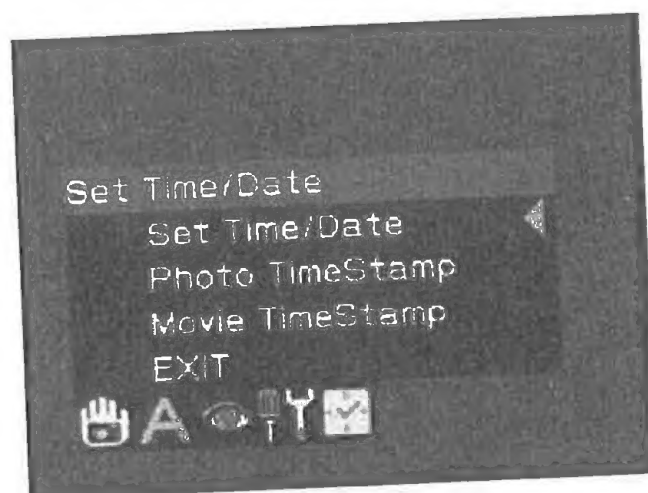 Set Time/Date
Set Time/Date
Photo TimeStamp
Movie TimeStamp
EXIT
A